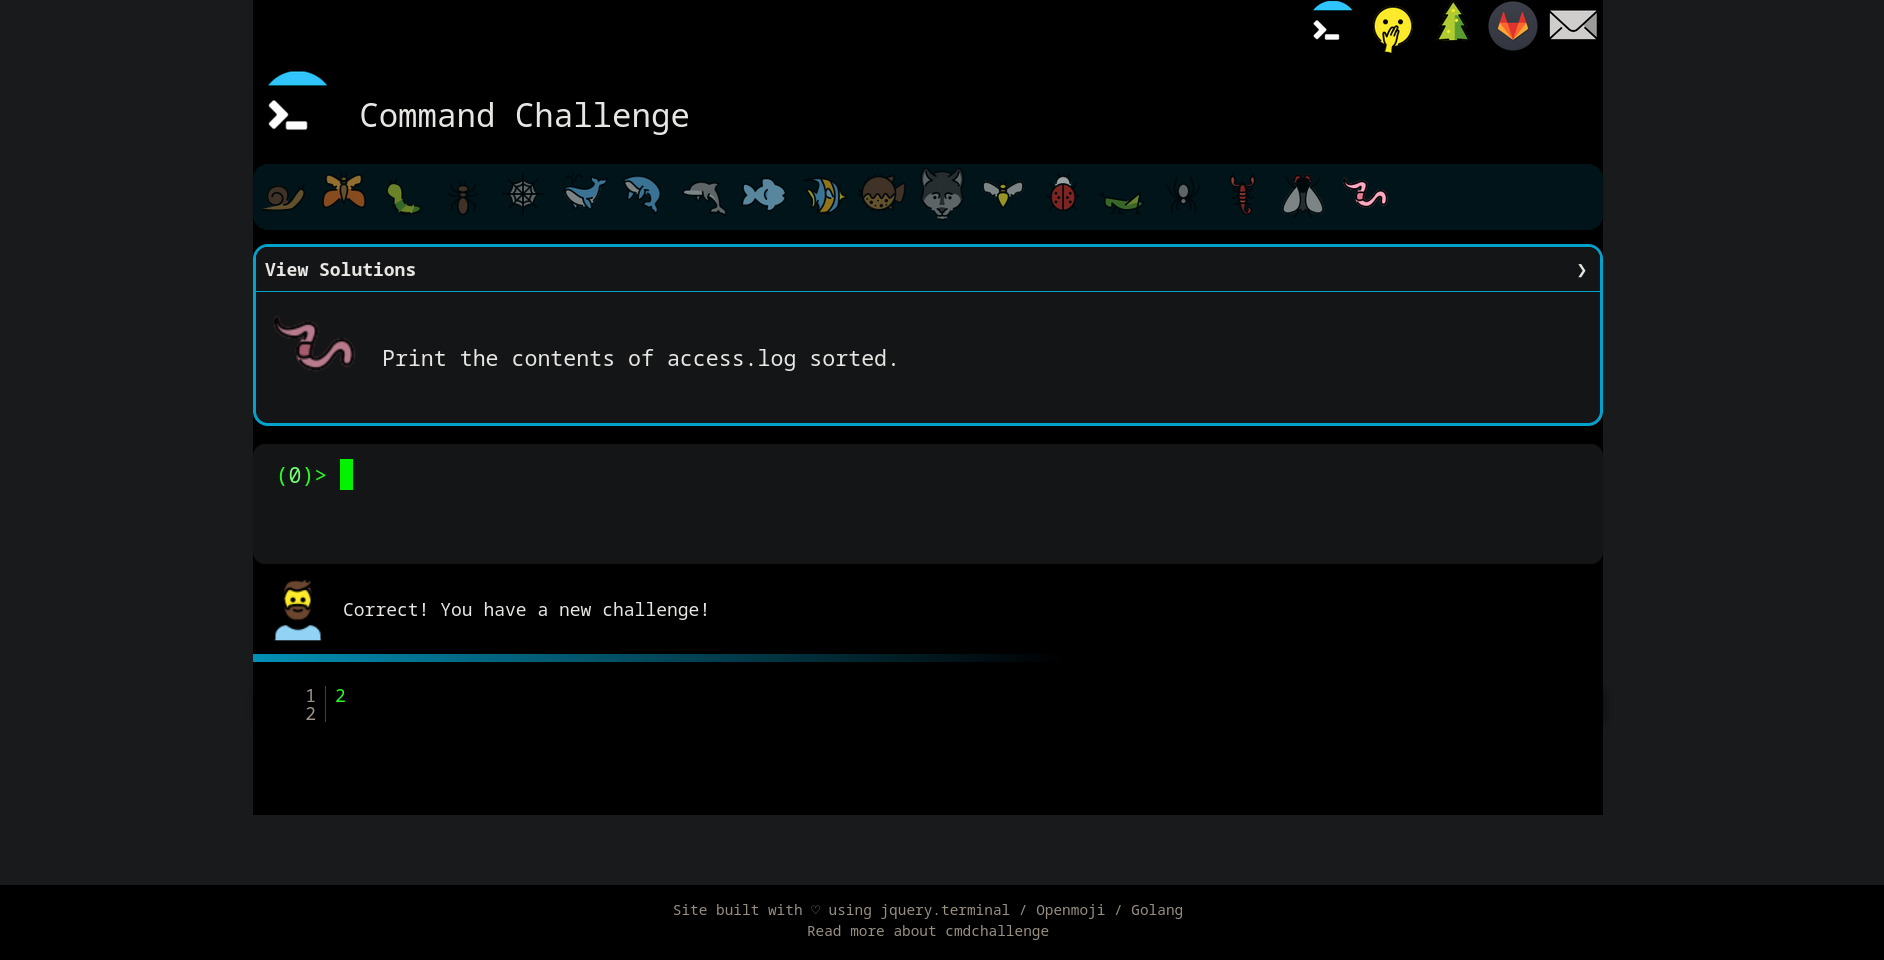 Command Challenge
View Solutions ❯
Print the contents of access.log sorted.
(0)>
Correct! You have a new challenge!
1 2
2
Site built with ♡ using jquery.terminal / Openmoji / Golang
Read more about cmdchallenge